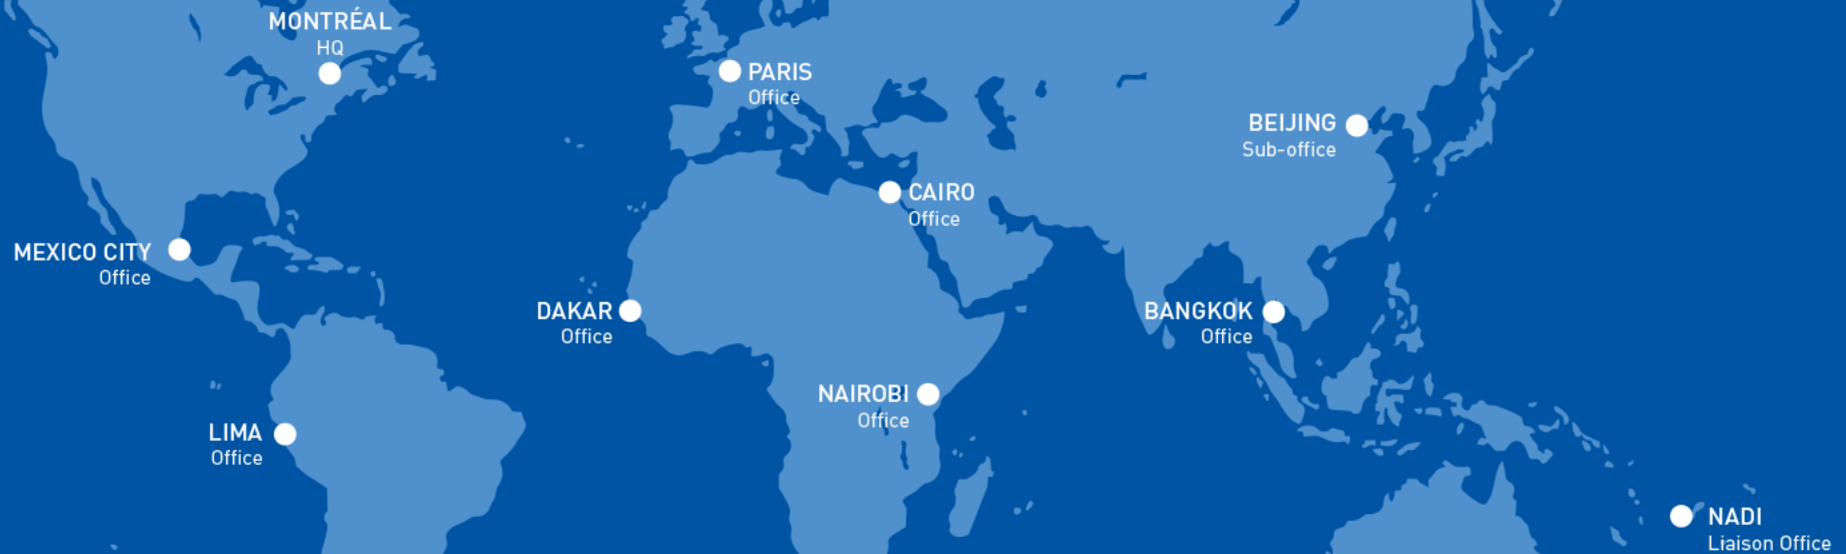 MONTRÉAL
HQ
PARIS
Office
BEIJING
Sub-office
CAIRO
Office
MEXICO CITY
Office
DAKAR
Office
BANGKOK
Office
NAIROBI
Office
LIMA
Office
NADI
Liaison Office